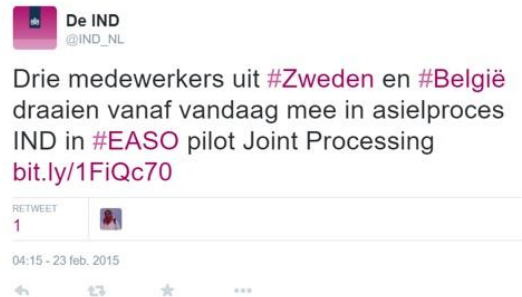 De IND
@IND_NL
Drie medewerkers uit #Zweden en #België
draaien vanaf vandaag mee in asielproces
IND in #EASO pilot Joint Processing
bit.ly/1FiQc70
RETWEET
1
04:15 - 23 feb. 2015